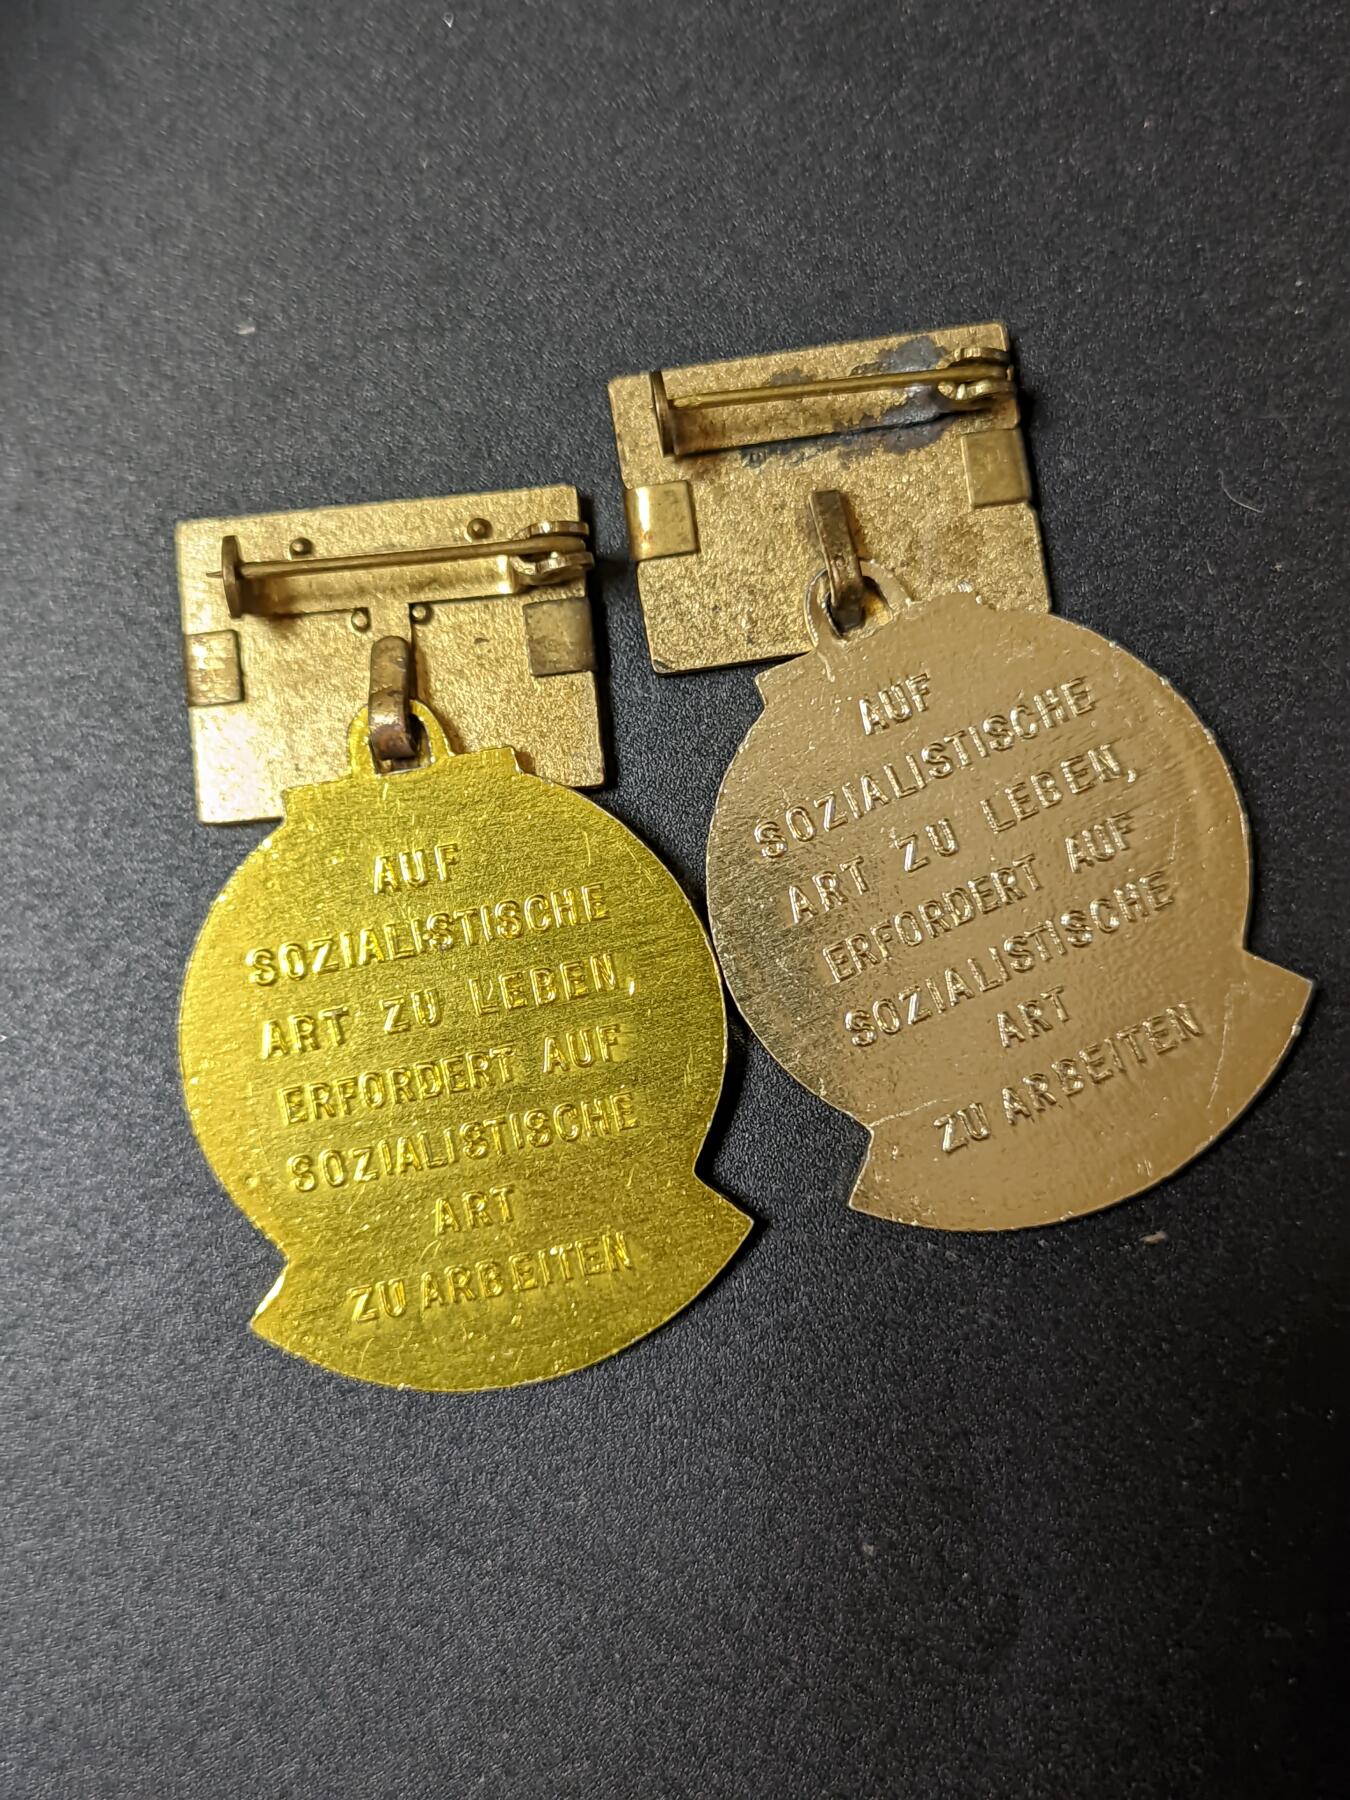 AUF
SOZIALISTISCHE
ART ZU LEBEN,
ERFORDERT AUF
SOZIALISTISCHE
ART
ZU ARBEITEN
AUF
SOZIALISTISCHE
ART ZU LEBEN,
ERFORDERT AUF
SOZIALISTISCHE
ART
ZU ARBEITEN